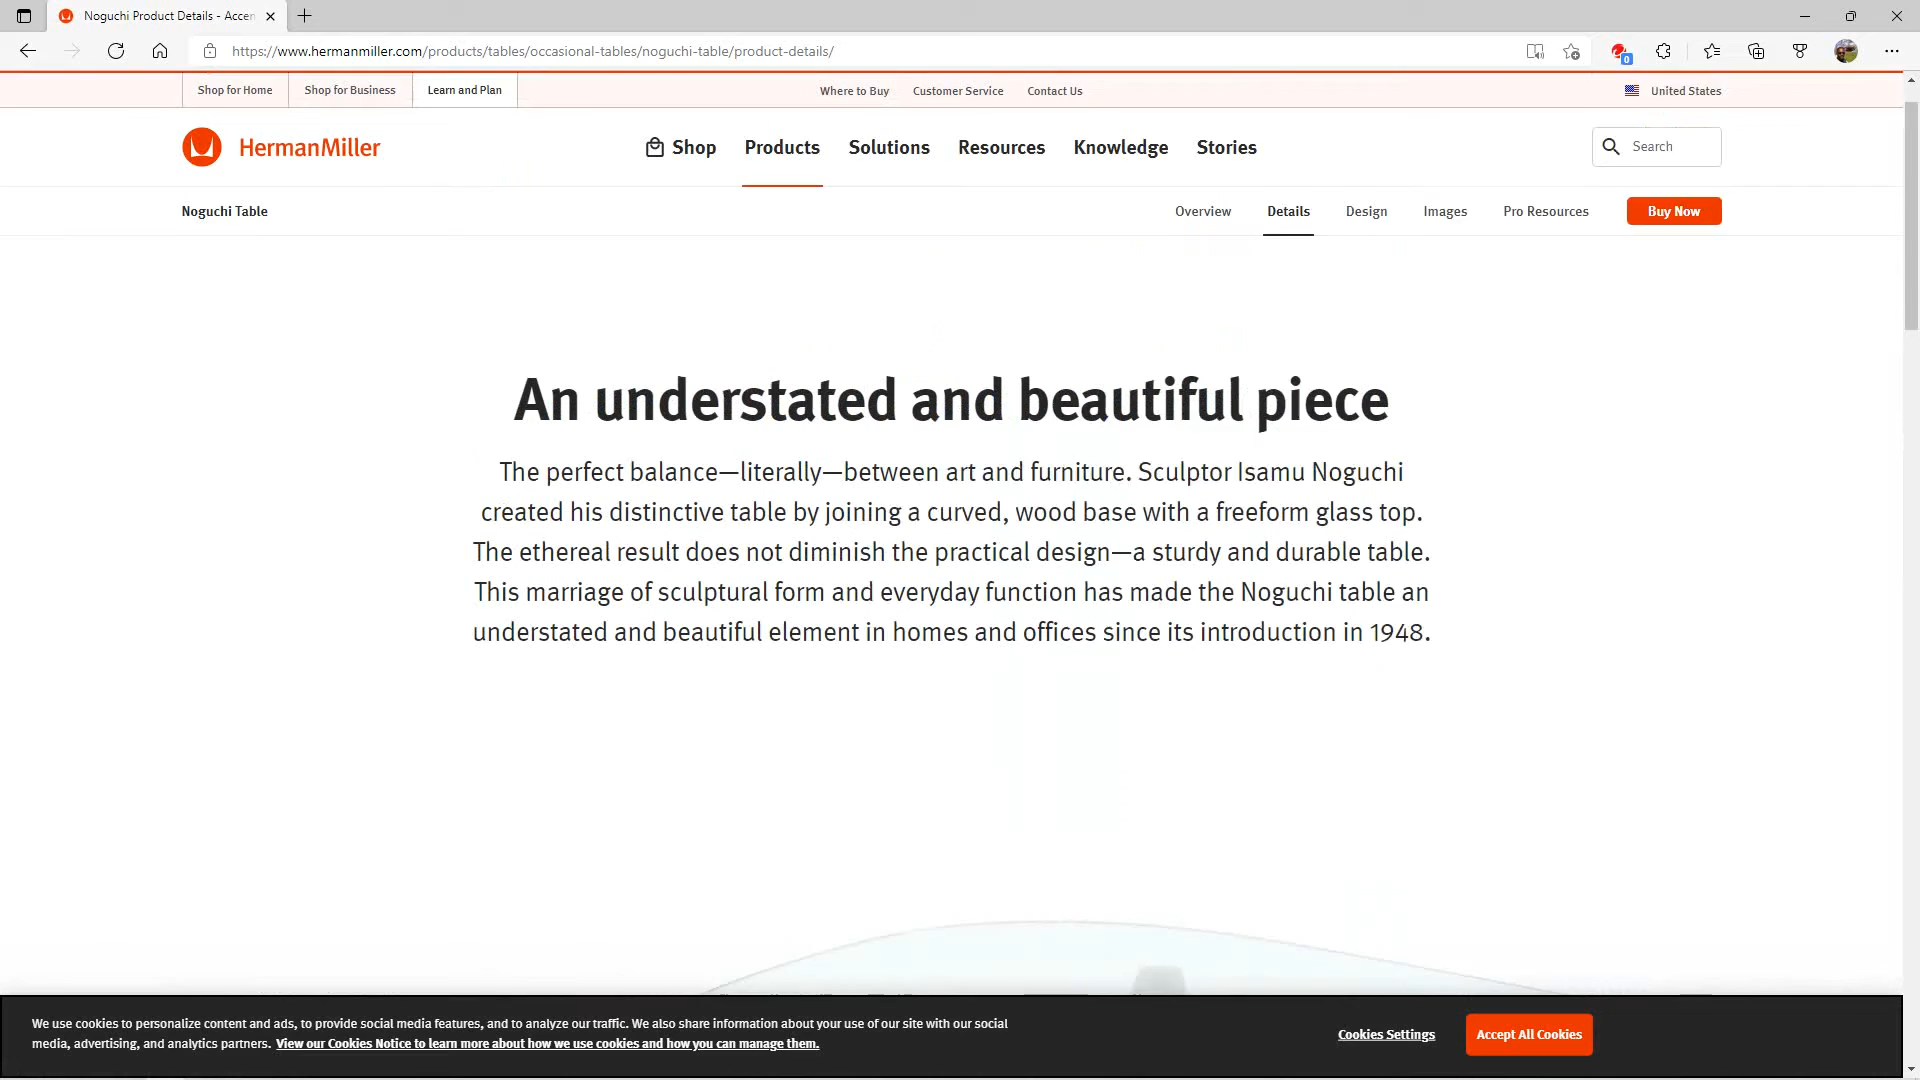 Noguchi Product Details - Accen
https://www.hermanmiller.com/products/tables/occasional-tables/noguchi-table/product-details/
0
Shop for Home
Shop for Business
Learn and Plan
Where to Buy
Customer Service
Contact Us
United States
HermanMiller
Shop
Products
Solutions
Resources
Knowledge
Stories
Search
Noguchi Table
Overview
Details
Design
Images
Pro Resources
Buy Now
An understated and beautiful piece
The perfect balance—literally—between art and furniture. Sculptor Isamu Noguchi
created his distinctive table by joining a curved, wood base with a freeform glass top.
The ethereal result does not diminish the practical design—a sturdy and durable table.
This marriage of sculptural form and everyday function has made the Noguchi table an
understated and beautiful element in homes and offices since its introduction in 1948.
We use cookies to personalize content and ads, to provide social media features, and to analyze our traffic. We also share information about your use of our site with our social
media, advertising, and analytics partners. View our Cookies Notice to learn more about how we use cookies and how you can manage them.
Cookies Settings
Accept All Cookies